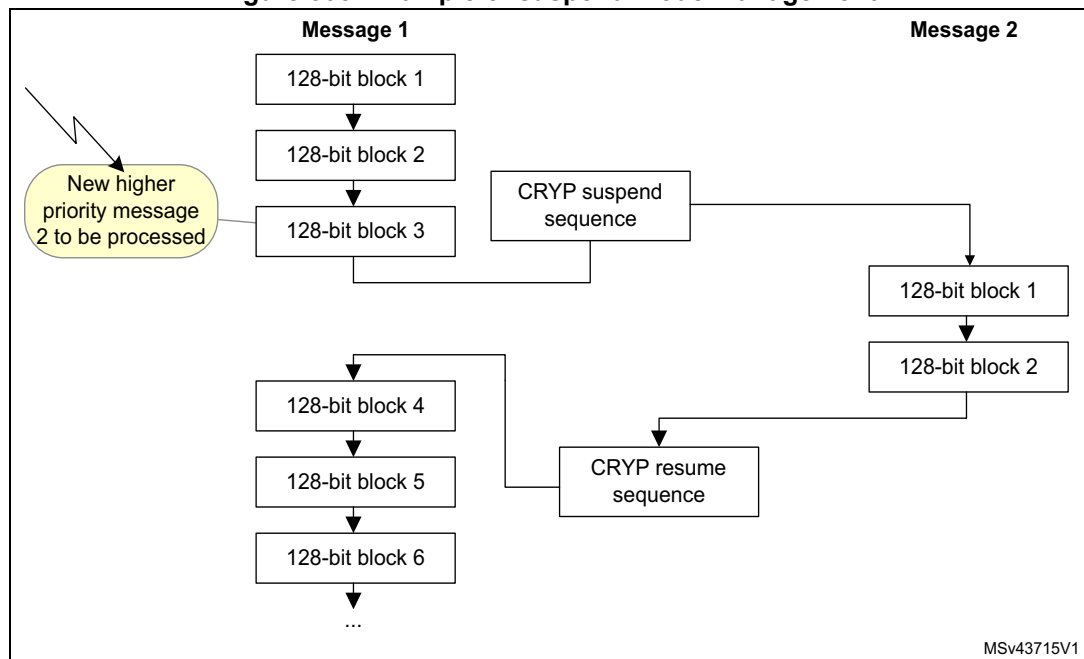 Message 1
Message 2
128-bit block 1
128-bit block 2
New higher
priority message
2 to be processed
128-bit block 3
CRYP suspend
sequence
128-bit block 1
128-bit block 2
CRYP resume
sequence
128-bit block 4
128-bit block 5
128-bit block 6
...
MSv43715V1